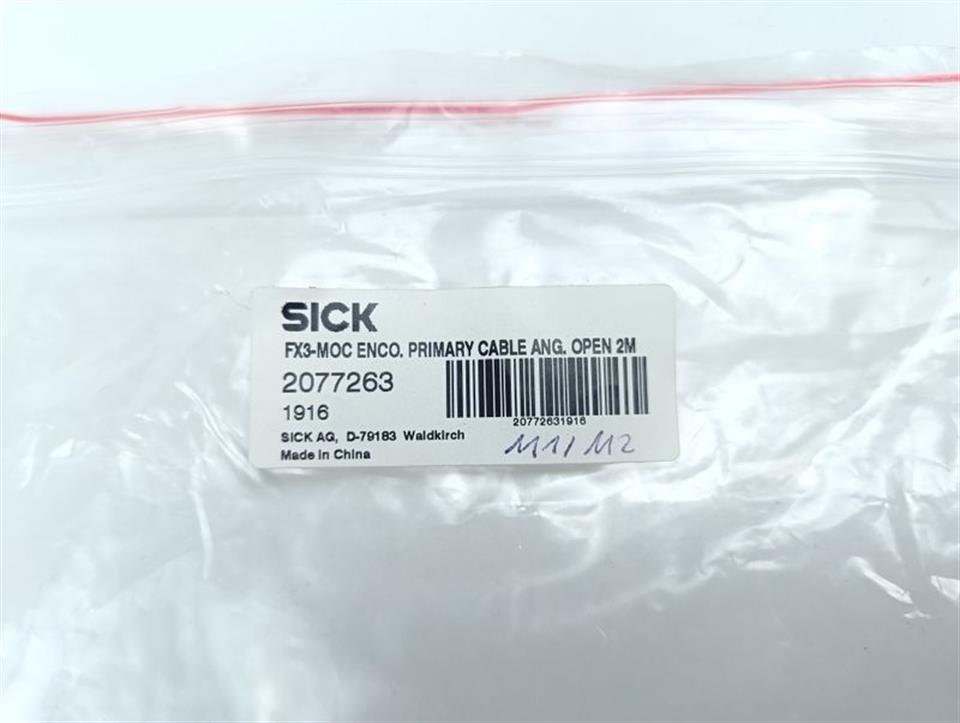 SICK
FX3-MOC ENCO. PRIMARY CABLE ANG. OPEN 2M
2077263
1916
20772631916
SICK AG, D-79183 Waldkirch
Made in China
M1/M2